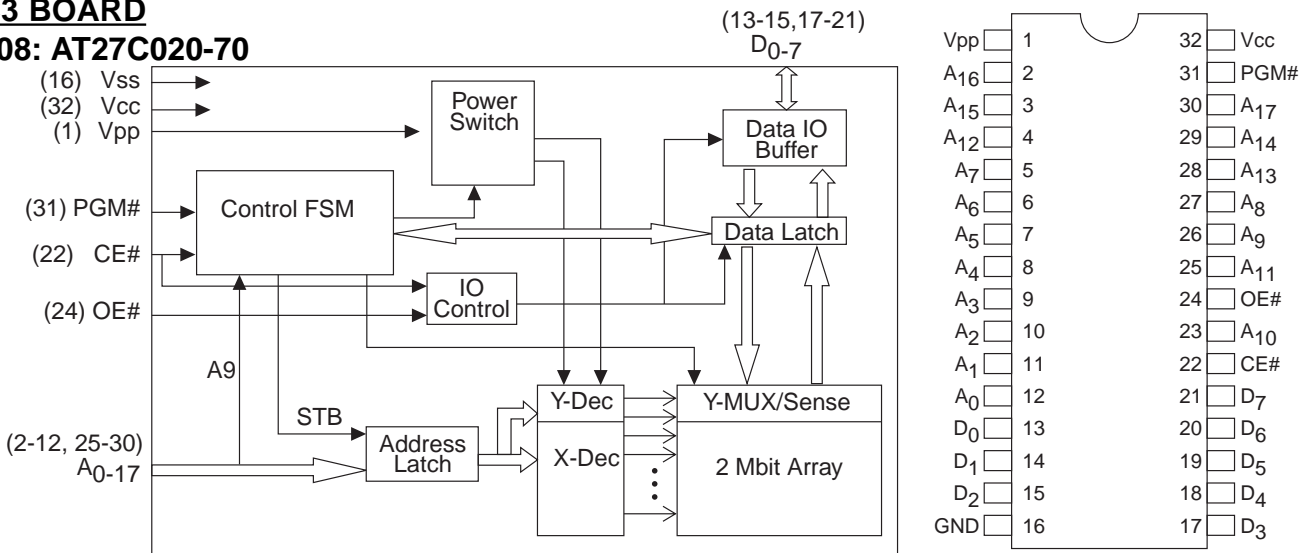 3 BOARD
08: AT27C020-70
(13-15,17-21)
D0-7
(16) Vss
(32) Vcc
(1) Vpp
Power
Switch
Data IO
Buffer
(31) PGM#
Control FSM
Data Latch
(22) CE#
IO
Control
(24) OE#
A9
STB
Y-Dec
Y-MUX/Sense
(2-12, 25-30)
A0-17
Address
Latch
X-Dec
2 Mbit Array
Vpp 1 32 Vcc
A16 2 31 PGM#
A15 3 30 A17
A12 4 29 A14
A7 5 28 A13
A6 6 27 A8
A5 7 26 A9
A4 8 25 A11
A3 9 24 OE#
A2 10 23 A10
A1 11 22 CE#
A0 12 21 D7
D0 13 20 D6
D1 14 19 D5
D2 15 18 D4
GND 16 17 D3